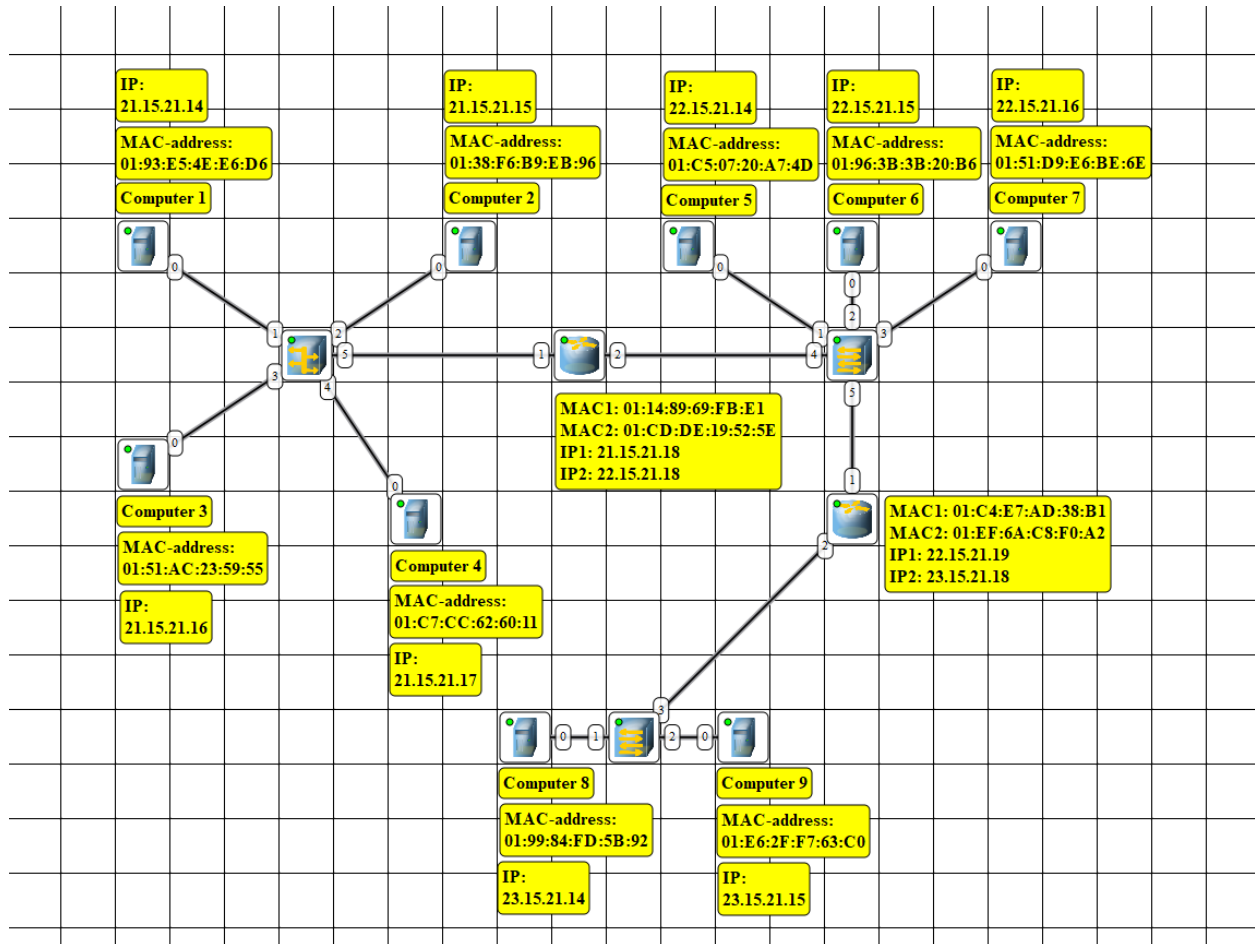 IP:
21.15.21.14
MAC-address:
01:93:E5:4E:E6:D6
Computer 1
0
IP:
21.15.21.15
MAC-address:
01:38:F6:B9:EB:96
Computer 2
0
IP:
22.15.21.14
MAC-address:
01:C5:07:20:A7:4D
Computer 5
0
IP:
22.15.21.15
MAC-address:
01:96:3B:3B:20:B6
Computer 6
0
IP:
22.15.21.16
MAC-address:
01:51:D9:E6:BE:6E
Computer 7
0
1
2
5
3
4
1
2
1
2
3
4
5
MAC1: 01:14:89:69:FB:E1
MAC2: 01:CD:DE:19:52:5E
IP1: 21.15.21.18
IP2: 22.15.21.18
0
Computer 3
MAC-address:
01:51:AC:23:59:55
IP:
21.15.21.16
0
Computer 4
MAC-address:
01:C7:CC:62:60:11
IP:
21.15.21.17
1
2
MAC1: 01:C4:E7:AD:38:B1
MAC2: 01:EF:6A:C8:F0:A2
IP1: 22.15.21.19
IP2: 23.15.21.18
3
0
1
2
0
Computer 8
MAC-address:
01:99:84:FD:5B:92
IP:
23.15.21.14
Computer 9
MAC-address:
01:E6:2F:F7:63:C0
IP:
23.15.21.15